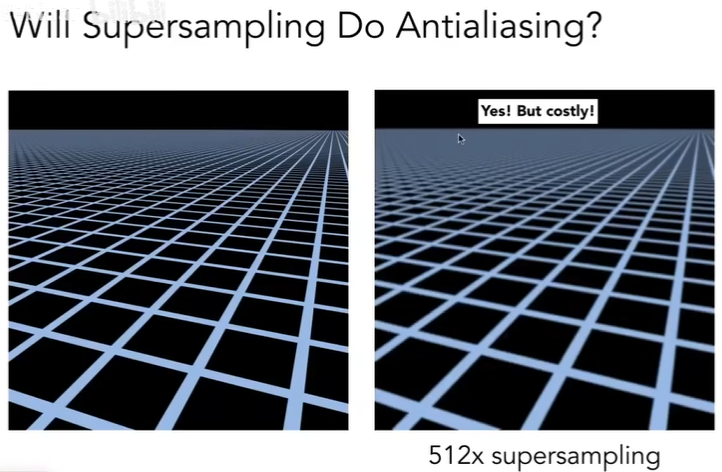 Will Supersampling Do Antialiasing?
Yes! But costly!
512x supersampling